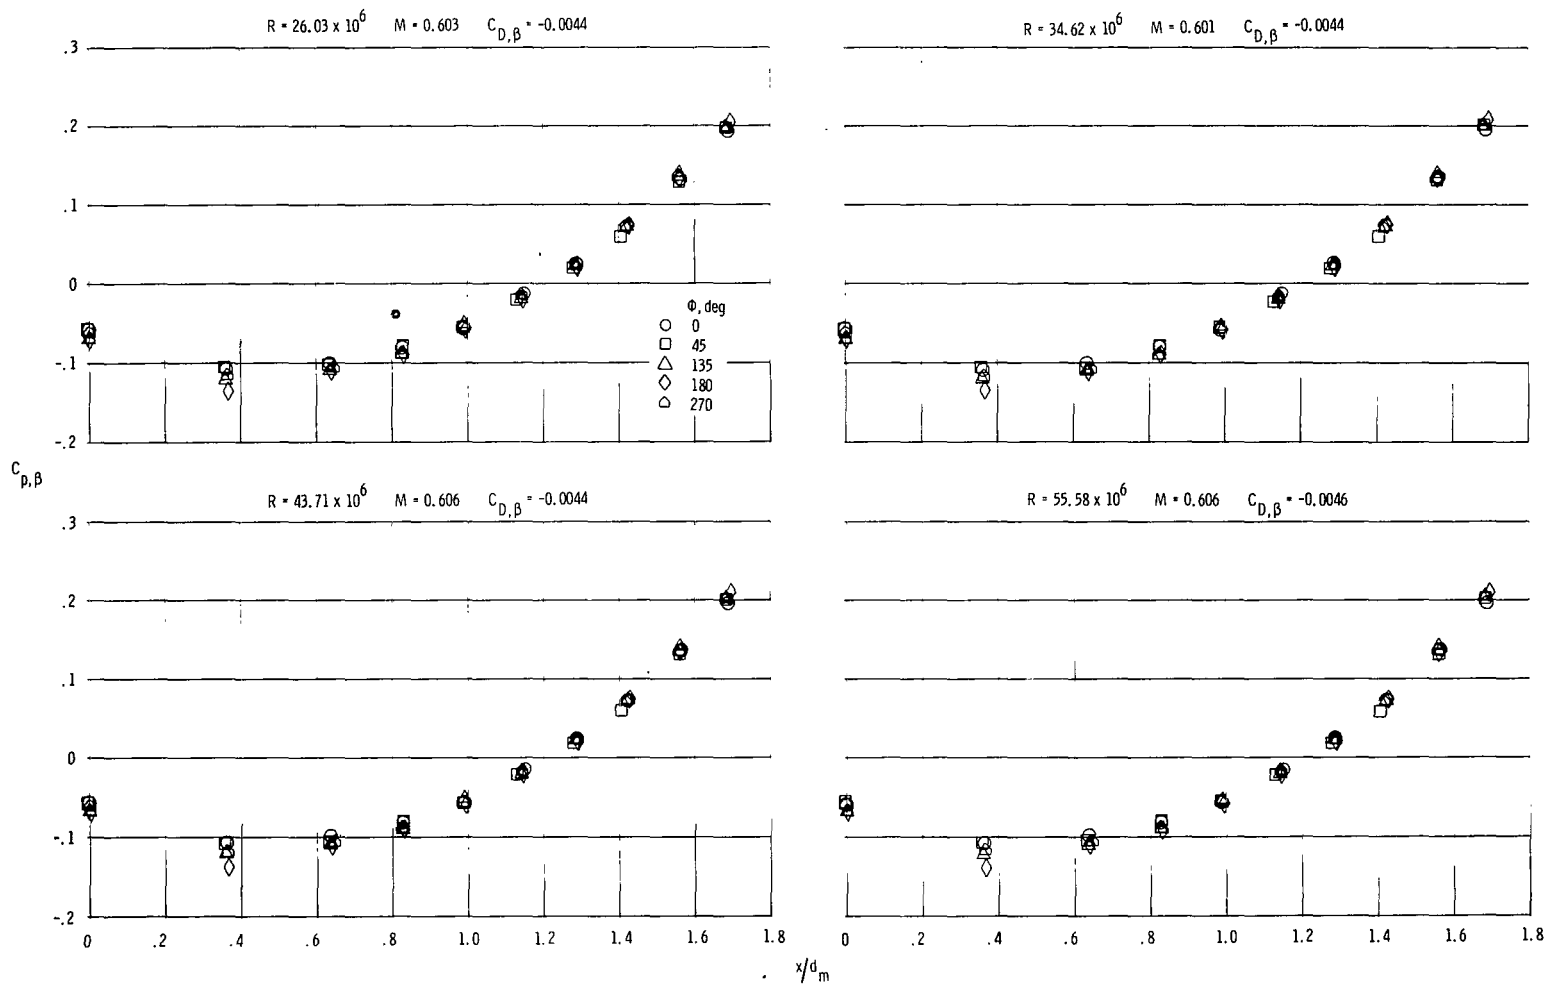 R = 26.03 x 10^6 M = 0.603 C_D,β = -0.0044
.3
.2
.1
0
-.1
-.2
Φ, deg
0
45
135
180
270
R = 34.62 x 10^6 M = 0.601 C_D,β = -0.0044
C_p,β
R = 43.71 x 10^6 M = 0.606 C_D,β = -0.0044
.3
.2
.1
0
-.1
-.2
0 .2 .4 .6 .8 1.0 1.2 1.4 1.6 1.8
R = 55.58 x 10^6 M = 0.606 C_D,β = -0.0046
0 .2 .4 .6 .8 1.0 1.2 1.4 1.6 1.8
x/d_m